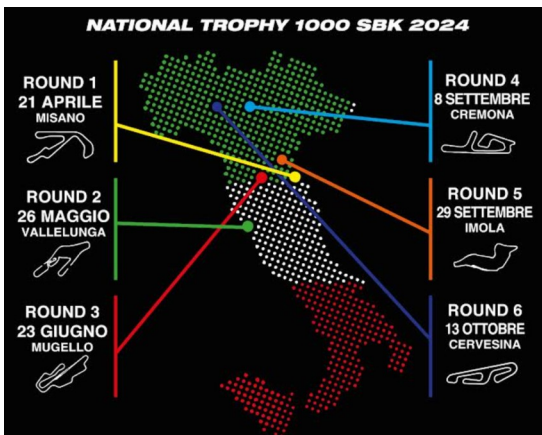 NATIONAL TROPHY 1000 SBK 2024
ROUND 1
21 APRILE
MISANO
ROUND 2
26 MAGGIO
VALLELUNGA
ROUND 3
23 GIUGNO
MUGELLO
ROUND 4
8 SETTEMBRE
CREMONA
ROUND 5
29 SETTEMBRE
IMOLA
ROUND 6
13 OTTOBRE
CERVESINA